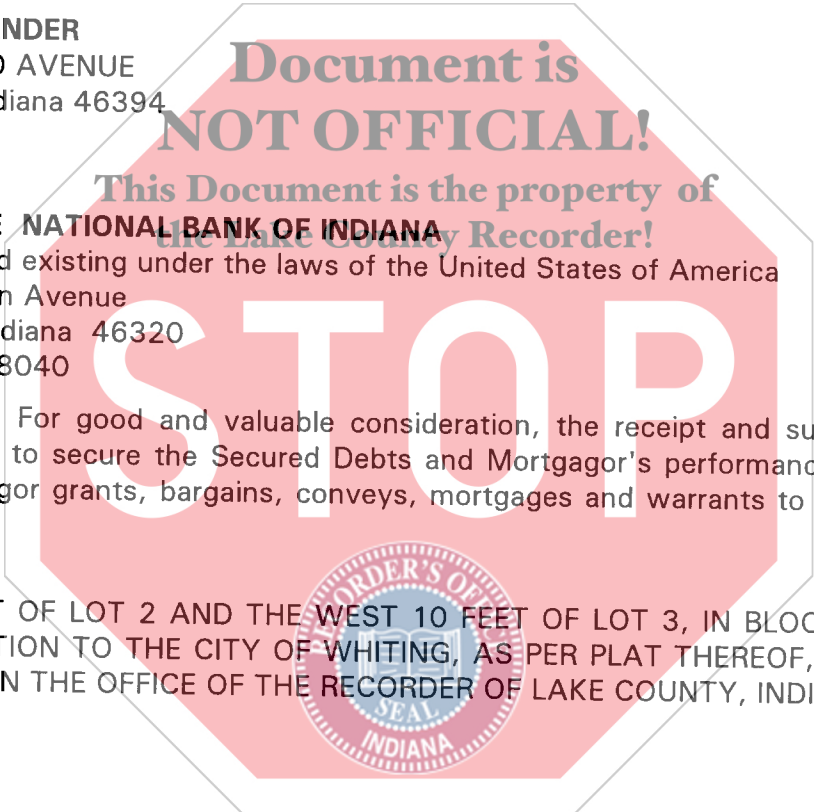 NDER
AVENUE
diana 46394
Document is
NOT OFFICIAL!
This Document is the property of
the Lake County Recorder!
NATIONAL BANK OF INDIANA
d existing under the laws of the United States of America
n Avenue
diana 46320
8040
STOP
For good and valuable consideration, the receipt and su
to secure the Secured Debts and Mortgagor's performanc
gor grants, bargains, conveys, mortgages and warrants to
OF LOT 2 AND THE WEST 10 FEET OF LOT 3, IN BLOC
TION TO THE CITY OF WHITING, AS PER PLAT THEREOF,
N THE OFFICE OF THE RECORDER OF LAKE COUNTY, INDI
RECORDER'S OFFICE
SEAL
INDIANA